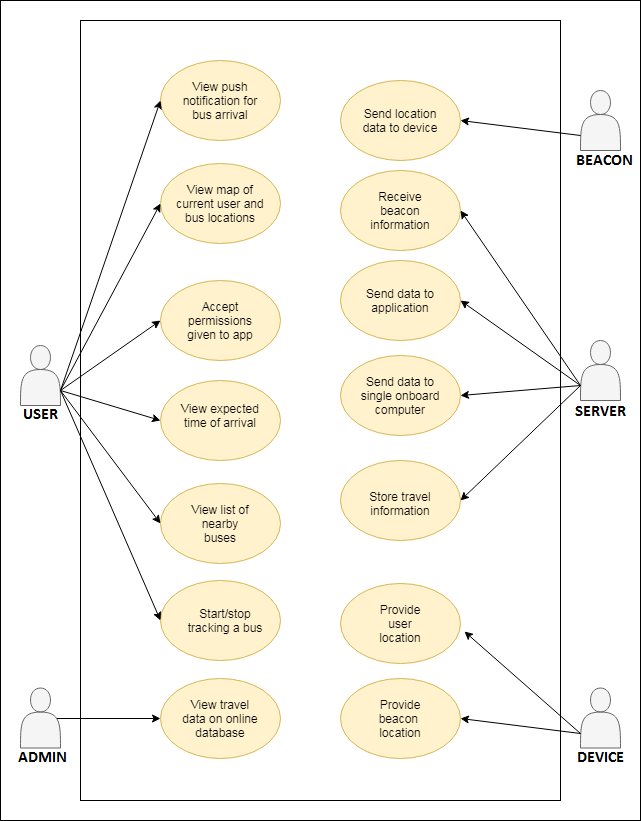 View push
notification for
bus arrival
View map of
current user and
bus locations
Accept
permissions
given to app
View expected
time of arrival
View list of
nearby
buses
Start/stop
tracking a bus
View travel
data on online
database
Send location
data to device
Receive
beacon
information
Send data to
application
Send data to
single onboard
computer
Store travel
information
Provide
user
location
Provide
beacon
location
USER
ADMIN
BEACON
SERVER
DEVICE